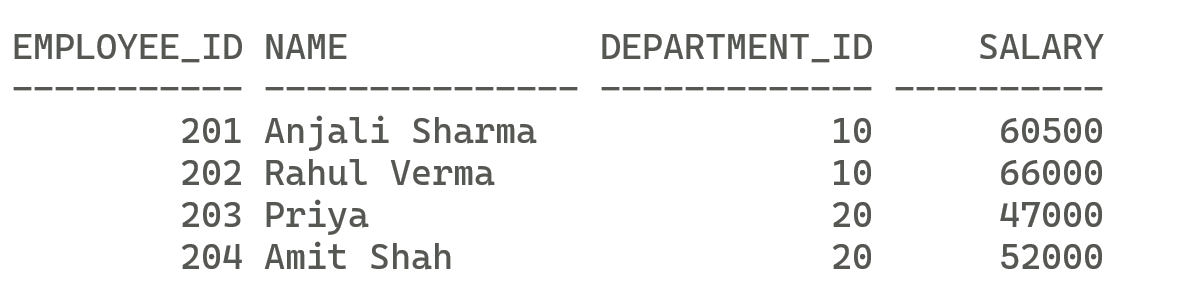 EMPLOYEE_ID NAME            DEPARTMENT_ID     SALARY
----------- --------------- ------------- ----------
        201 Anjali Sharma              10      60500
        202 Rahul Verma                10      66000
        203 Priya                      20      47000
        204 Amit Shah                  20      52000